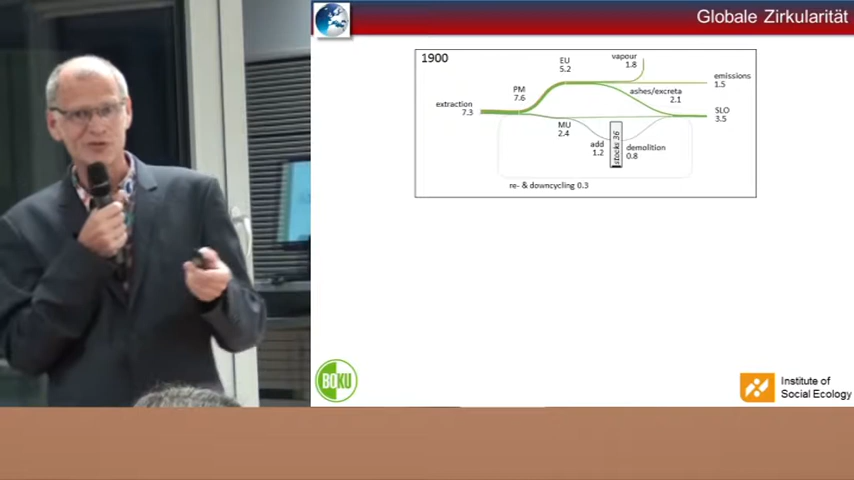 Globale Zirkularität
1900
EU
5.2
vapour
1.8
emissions
1.5
PM
7.6
ashes/excreta
2.1
extraction
7.3
SLO
3.5
MU
2.4
stocks 36
add
1.2
demolition
0.8
re- & downcycling 0.3
BOKU
Institute of
Social Ecology